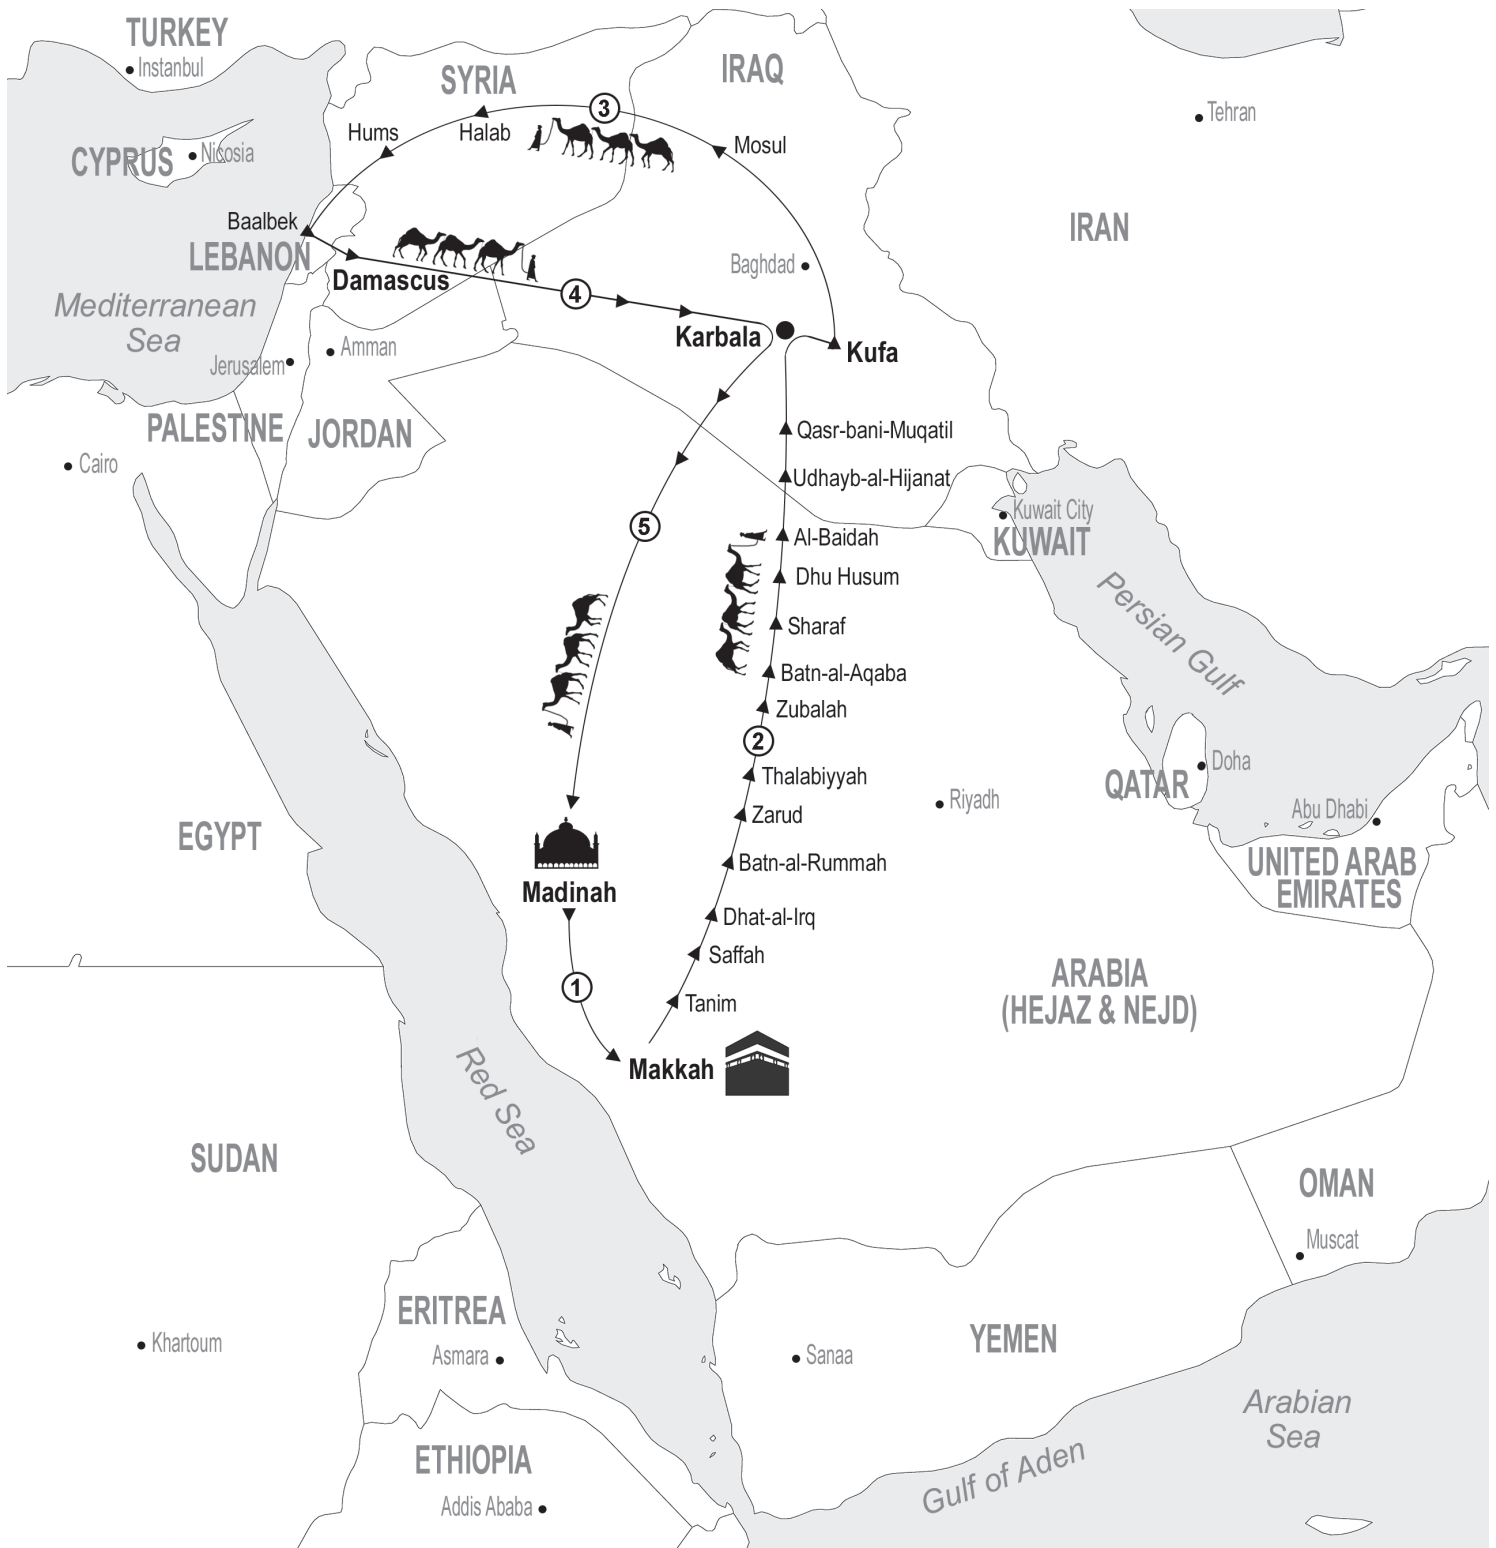 TURKEY
Instanbul
SYRIA
IRAQ
Tehran
3
Hums
Halab
Mosul
CYPRUS
Nicosia
IRAN
Baalbek
LEBANON
Damascus
Baghdad
4
Mediterranean
Sea
Karbala
Kufa
Jerusalem
Amman
PALESTINE
JORDAN
Qasr-bani-Muqatil
Cairo
Udhayb-al-Hijanat
Kuwait City
KUWAIT
5
Al-Baidah
Dhu Husum
Persian Gulf
Sharaf
Batn-al-Aqaba
Zubalah
2
Thalabiyyah
Doha
QATAR
Riyadh
Abu Dhabi
Zarud
EGYPT
Batn-al-Rummah
UNITED ARAB
EMIRATES
Madinah
Dhat-al-Irq
Saffah
ARABIA
(HEJAZ & NEJD)
1
Tanim
Makkah
Red Sea
SUDAN
OMAN
Muscat
ERITREA
Asmara
Khartoum
YEMEN
Sanaa
Arabian
Sea
ETHIOPIA
Addis Ababa
Gulf of Aden